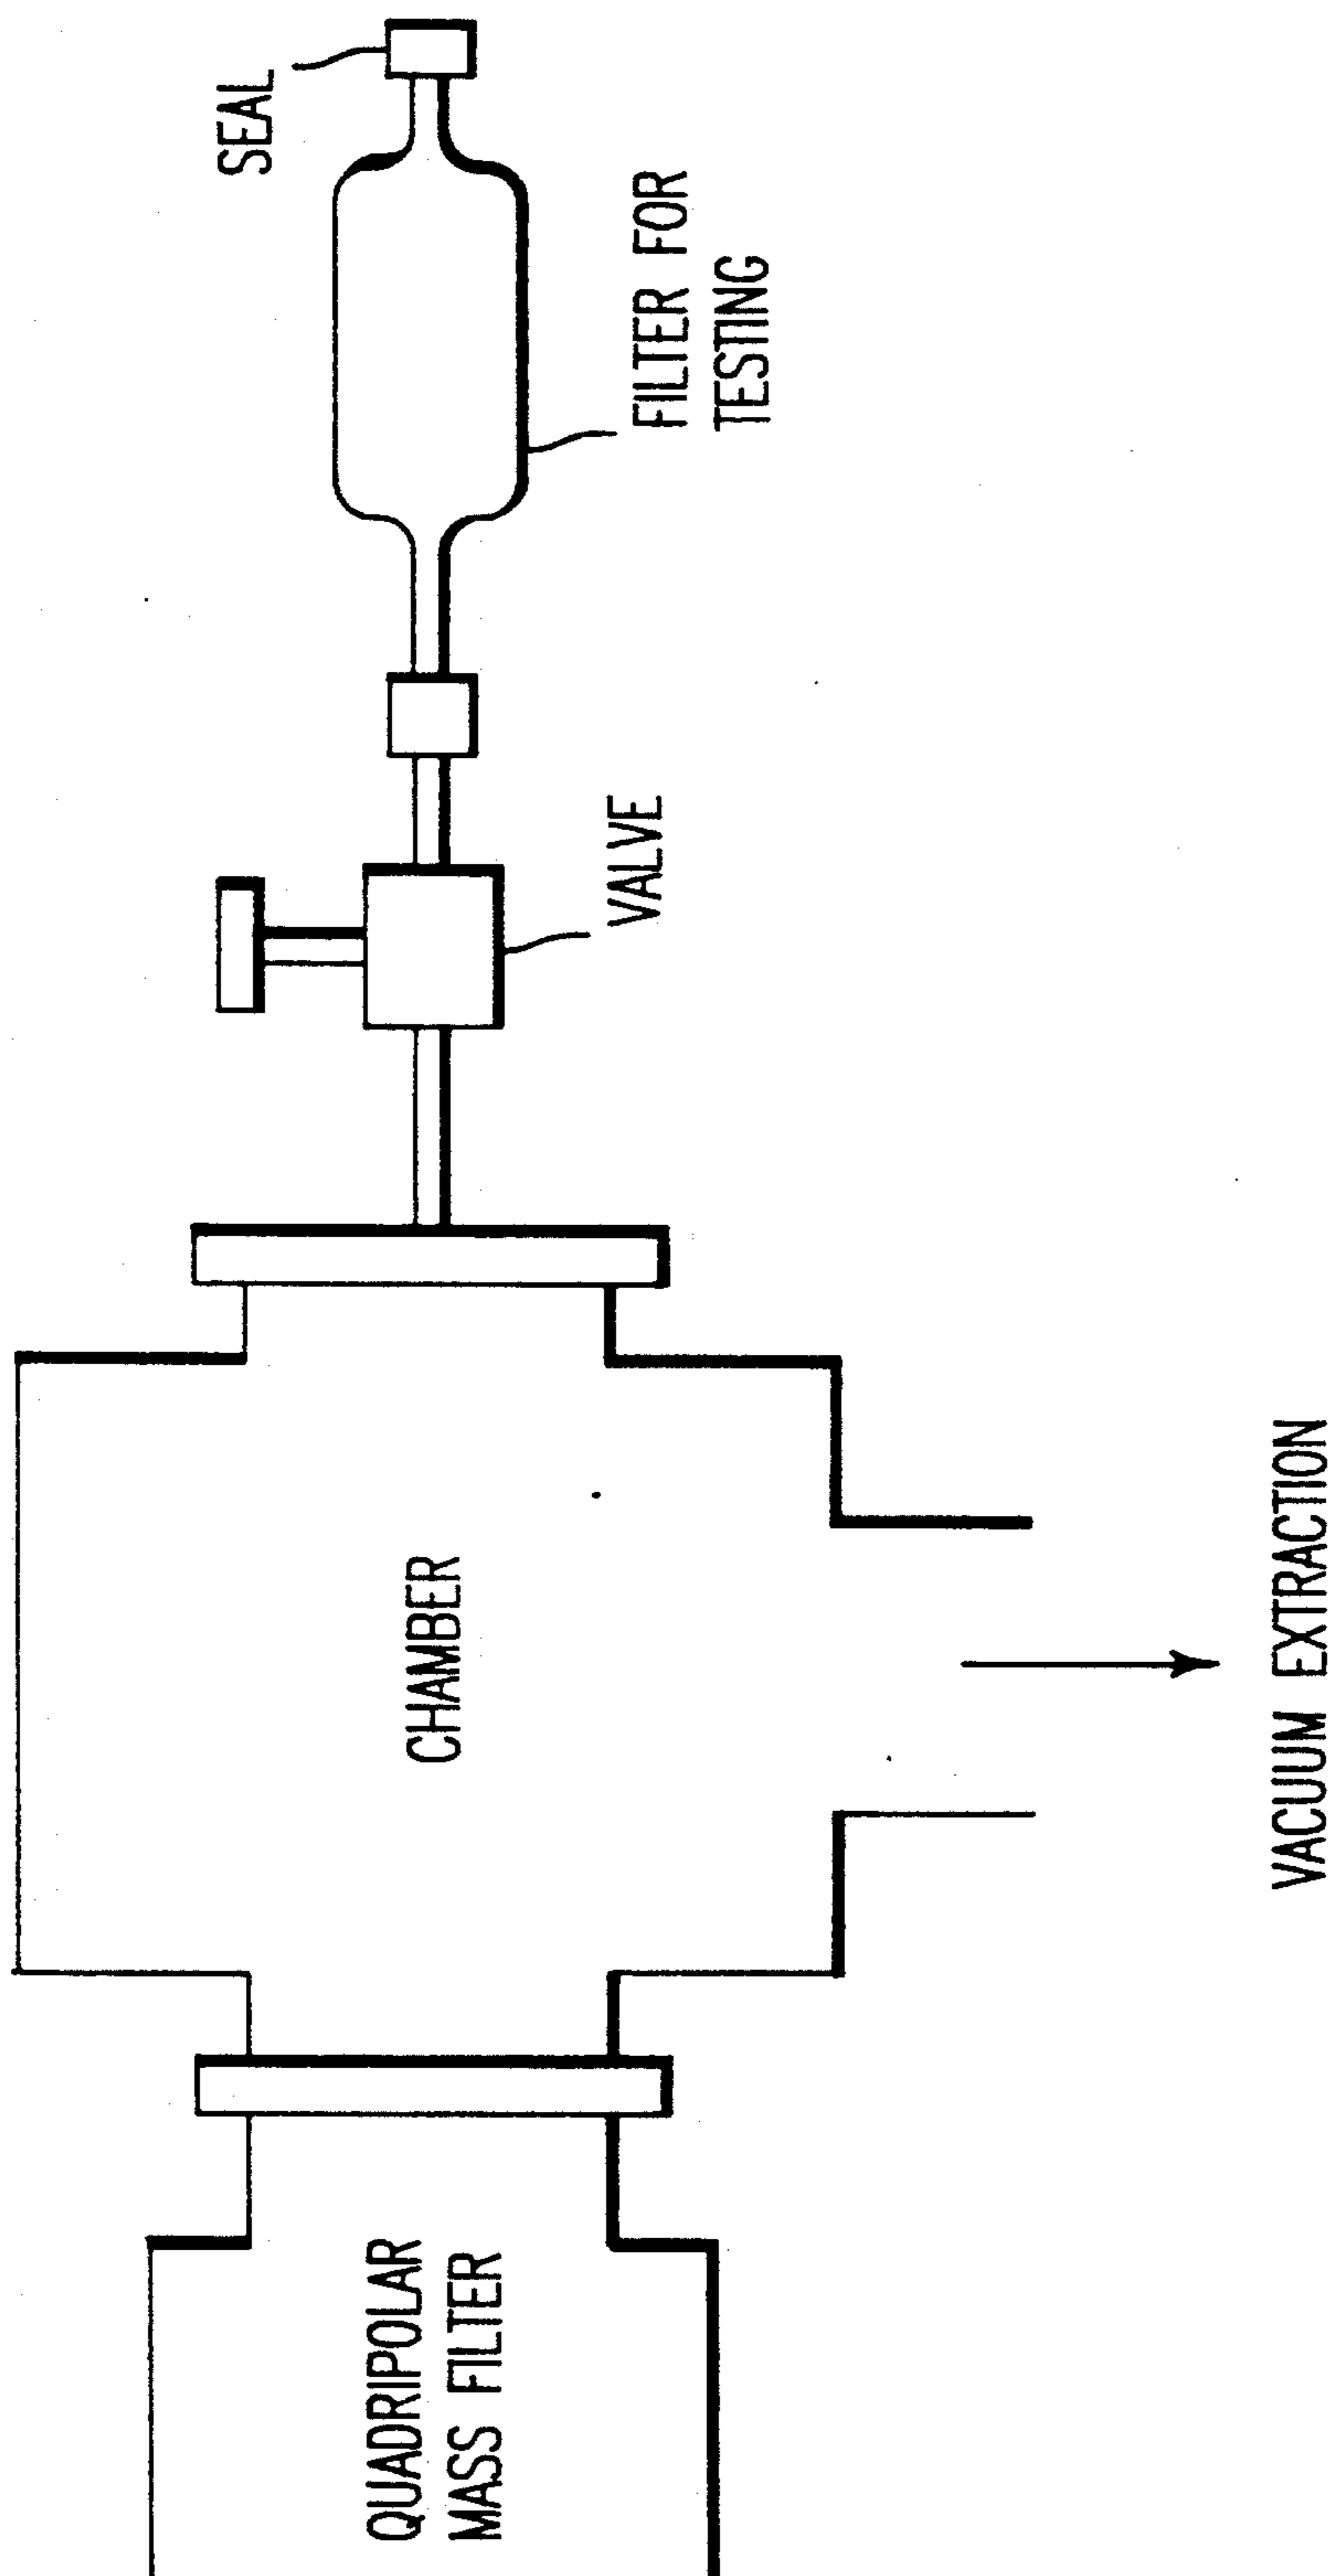 QUADRIPOLAR
MASS FILTER
CHAMBER
VACUUM EXTRACTION
VALVE
FILTER FOR
TESTING
SEAL